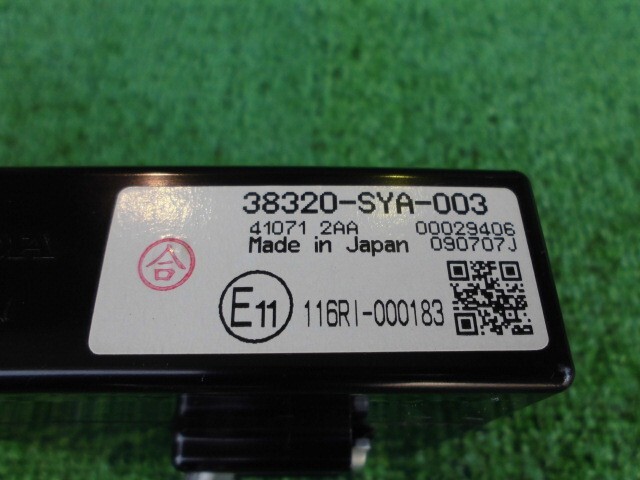 38320-SYA-003
41071 2AA 00029406
Made in Japan 090707J
合
E11 116RI-000183